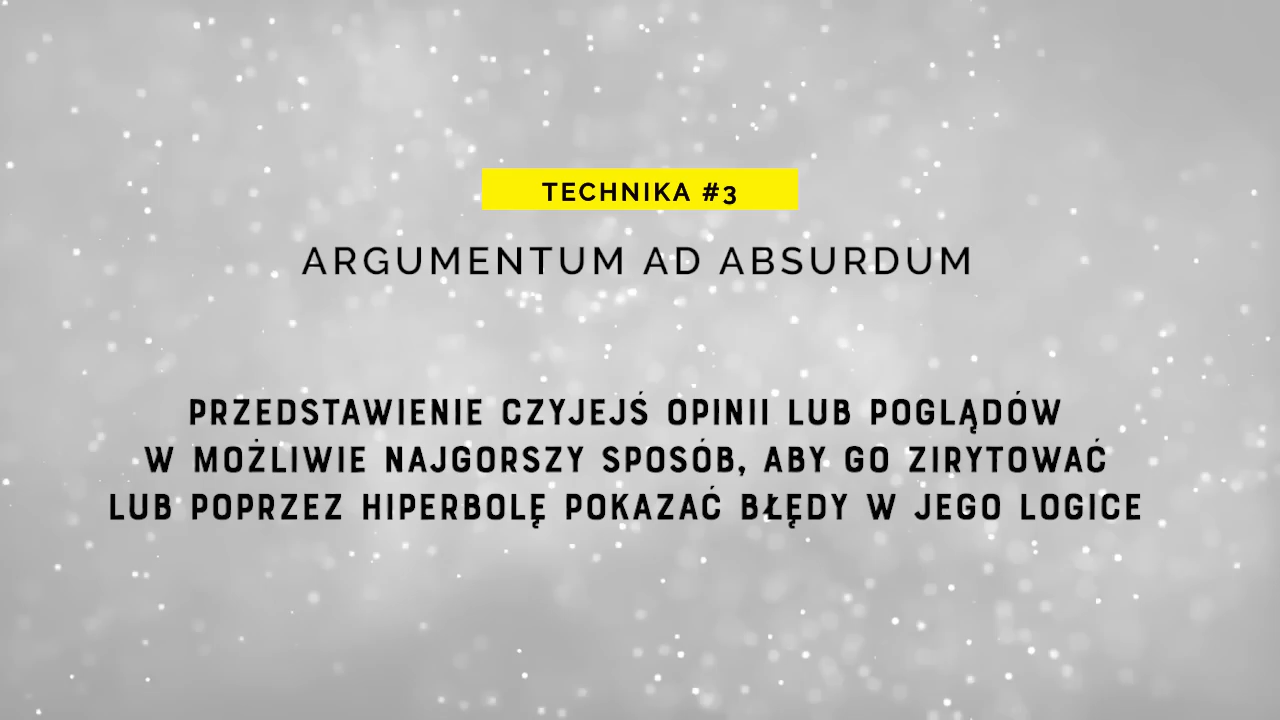 TECHNIKA #3
ARGUMENTUM AD ABSURDUM
PRZEDSTAWIENIE CZYJEJŚ OPINII LUB POGLĄDÓW
W MOŻLIWIE NAJGORSZY SPOSÓB, ABY GO ZIRYTOWAĆ
LUB POPRZEZ HIPERBOLĘ POKAZAĆ BŁĘDY W JEGO LOGICE